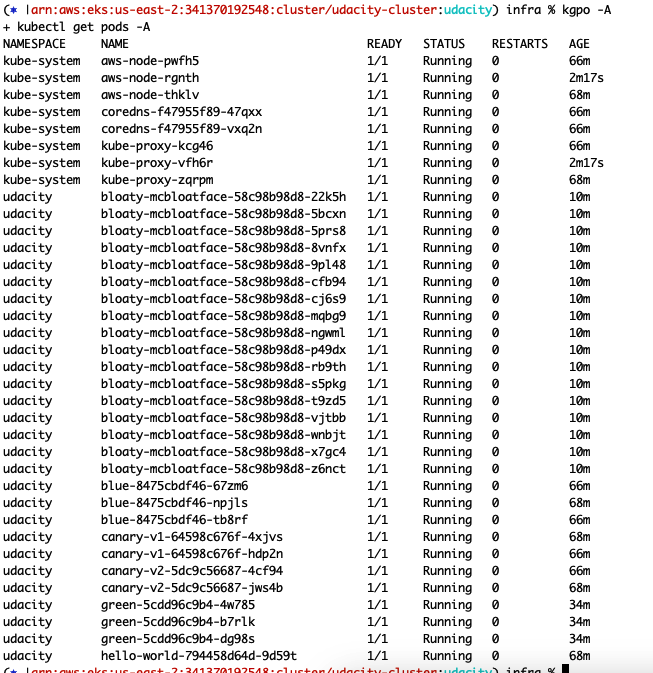 (* |arn:aws:eks:us-east-2:341370192548:cluster/udacity-cluster:udacity) infra % kgpo -A
+ kubectl get pods -A
NAMESPACE NAME READY STATUS RESTARTS AGE
kube-system aws-node-pwfh5 1/1 Running 0 66m
kube-system aws-node-rgnth 1/1 Running 0 2m17s
kube-system aws-node-thklv 1/1 Running 0 68m
kube-system coredns-f47955f89-47qxx 1/1 Running 0 66m
kube-system coredns-f47955f89-vxq2n 1/1 Running 0 66m
kube-system kube-proxy-kcg46 1/1 Running 0 66m
kube-system kube-proxy-vfh6r 1/1 Running 0 2m17s
kube-system kube-proxy-zqrpm 1/1 Running 0 68m
udacity bloaty-mcbloatface-58c98b98d8-22k5h 1/1 Running 0 10m
udacity bloaty-mcbloatface-58c98b98d8-5bcxn 1/1 Running 0 10m
udacity bloaty-mcbloatface-58c98b98d8-5prs8 1/1 Running 0 10m
udacity bloaty-mcbloatface-58c98b98d8-8vnfx 1/1 Running 0 10m
udacity bloaty-mcbloatface-58c98b98d8-9pl48 1/1 Running 0 10m
udacity bloaty-mcbloatface-58c98b98d8-cfb94 1/1 Running 0 10m
udacity bloaty-mcbloatface-58c98b98d8-cj6s9 1/1 Running 0 10m
udacity bloaty-mcbloatface-58c98b98d8-mqbg9 1/1 Running 0 10m
udacity bloaty-mcbloatface-58c98b98d8-ngwml 1/1 Running 0 10m
udacity bloaty-mcbloatface-58c98b98d8-p49dx 1/1 Running 0 10m
udacity bloaty-mcbloatface-58c98b98d8-rb9th 1/1 Running 0 10m
udacity bloaty-mcbloatface-58c98b98d8-s5pkg 1/1 Running 0 10m
udacity bloaty-mcbloatface-58c98b98d8-t9zd5 1/1 Running 0 10m
udacity bloaty-mcbloatface-58c98b98d8-vjtbb 1/1 Running 0 10m
udacity bloaty-mcbloatface-58c98b98d8-wnbjt 1/1 Running 0 10m
udacity bloaty-mcbloatface-58c98b98d8-x7gc4 1/1 Running 0 10m
udacity bloaty-mcbloatface-58c98b98d8-z6nct 1/1 Running 0 10m
udacity blue-8475cbdf46-67zm6 1/1 Running 0 66m
udacity blue-8475cbdf46-npjls 1/1 Running 0 68m
udacity blue-8475cbdf46-tb8rf 1/1 Running 0 66m
udacity canary-v1-64598c676f-4xjvs 1/1 Running 0 68m
udacity canary-v1-64598c676f-hdp2n 1/1 Running 0 66m
udacity canary-v2-5dc9c56687-4cf94 1/1 Running 0 66m
udacity canary-v2-5dc9c56687-jws4b 1/1 Running 0 68m
udacity green-5cdd96c9b4-4w785 1/1 Running 0 34m
udacity green-5cdd96c9b4-b7rlk 1/1 Running 0 34m
udacity green-5cdd96c9b4-dg98s 1/1 Running 0 34m
udacity hello-world-794458d64d-9d59t 1/1 Running 0 68m
(* |arn:aws:eks:us-east-2:341370192548:cluster/udacity-cluster:udacity) infra %